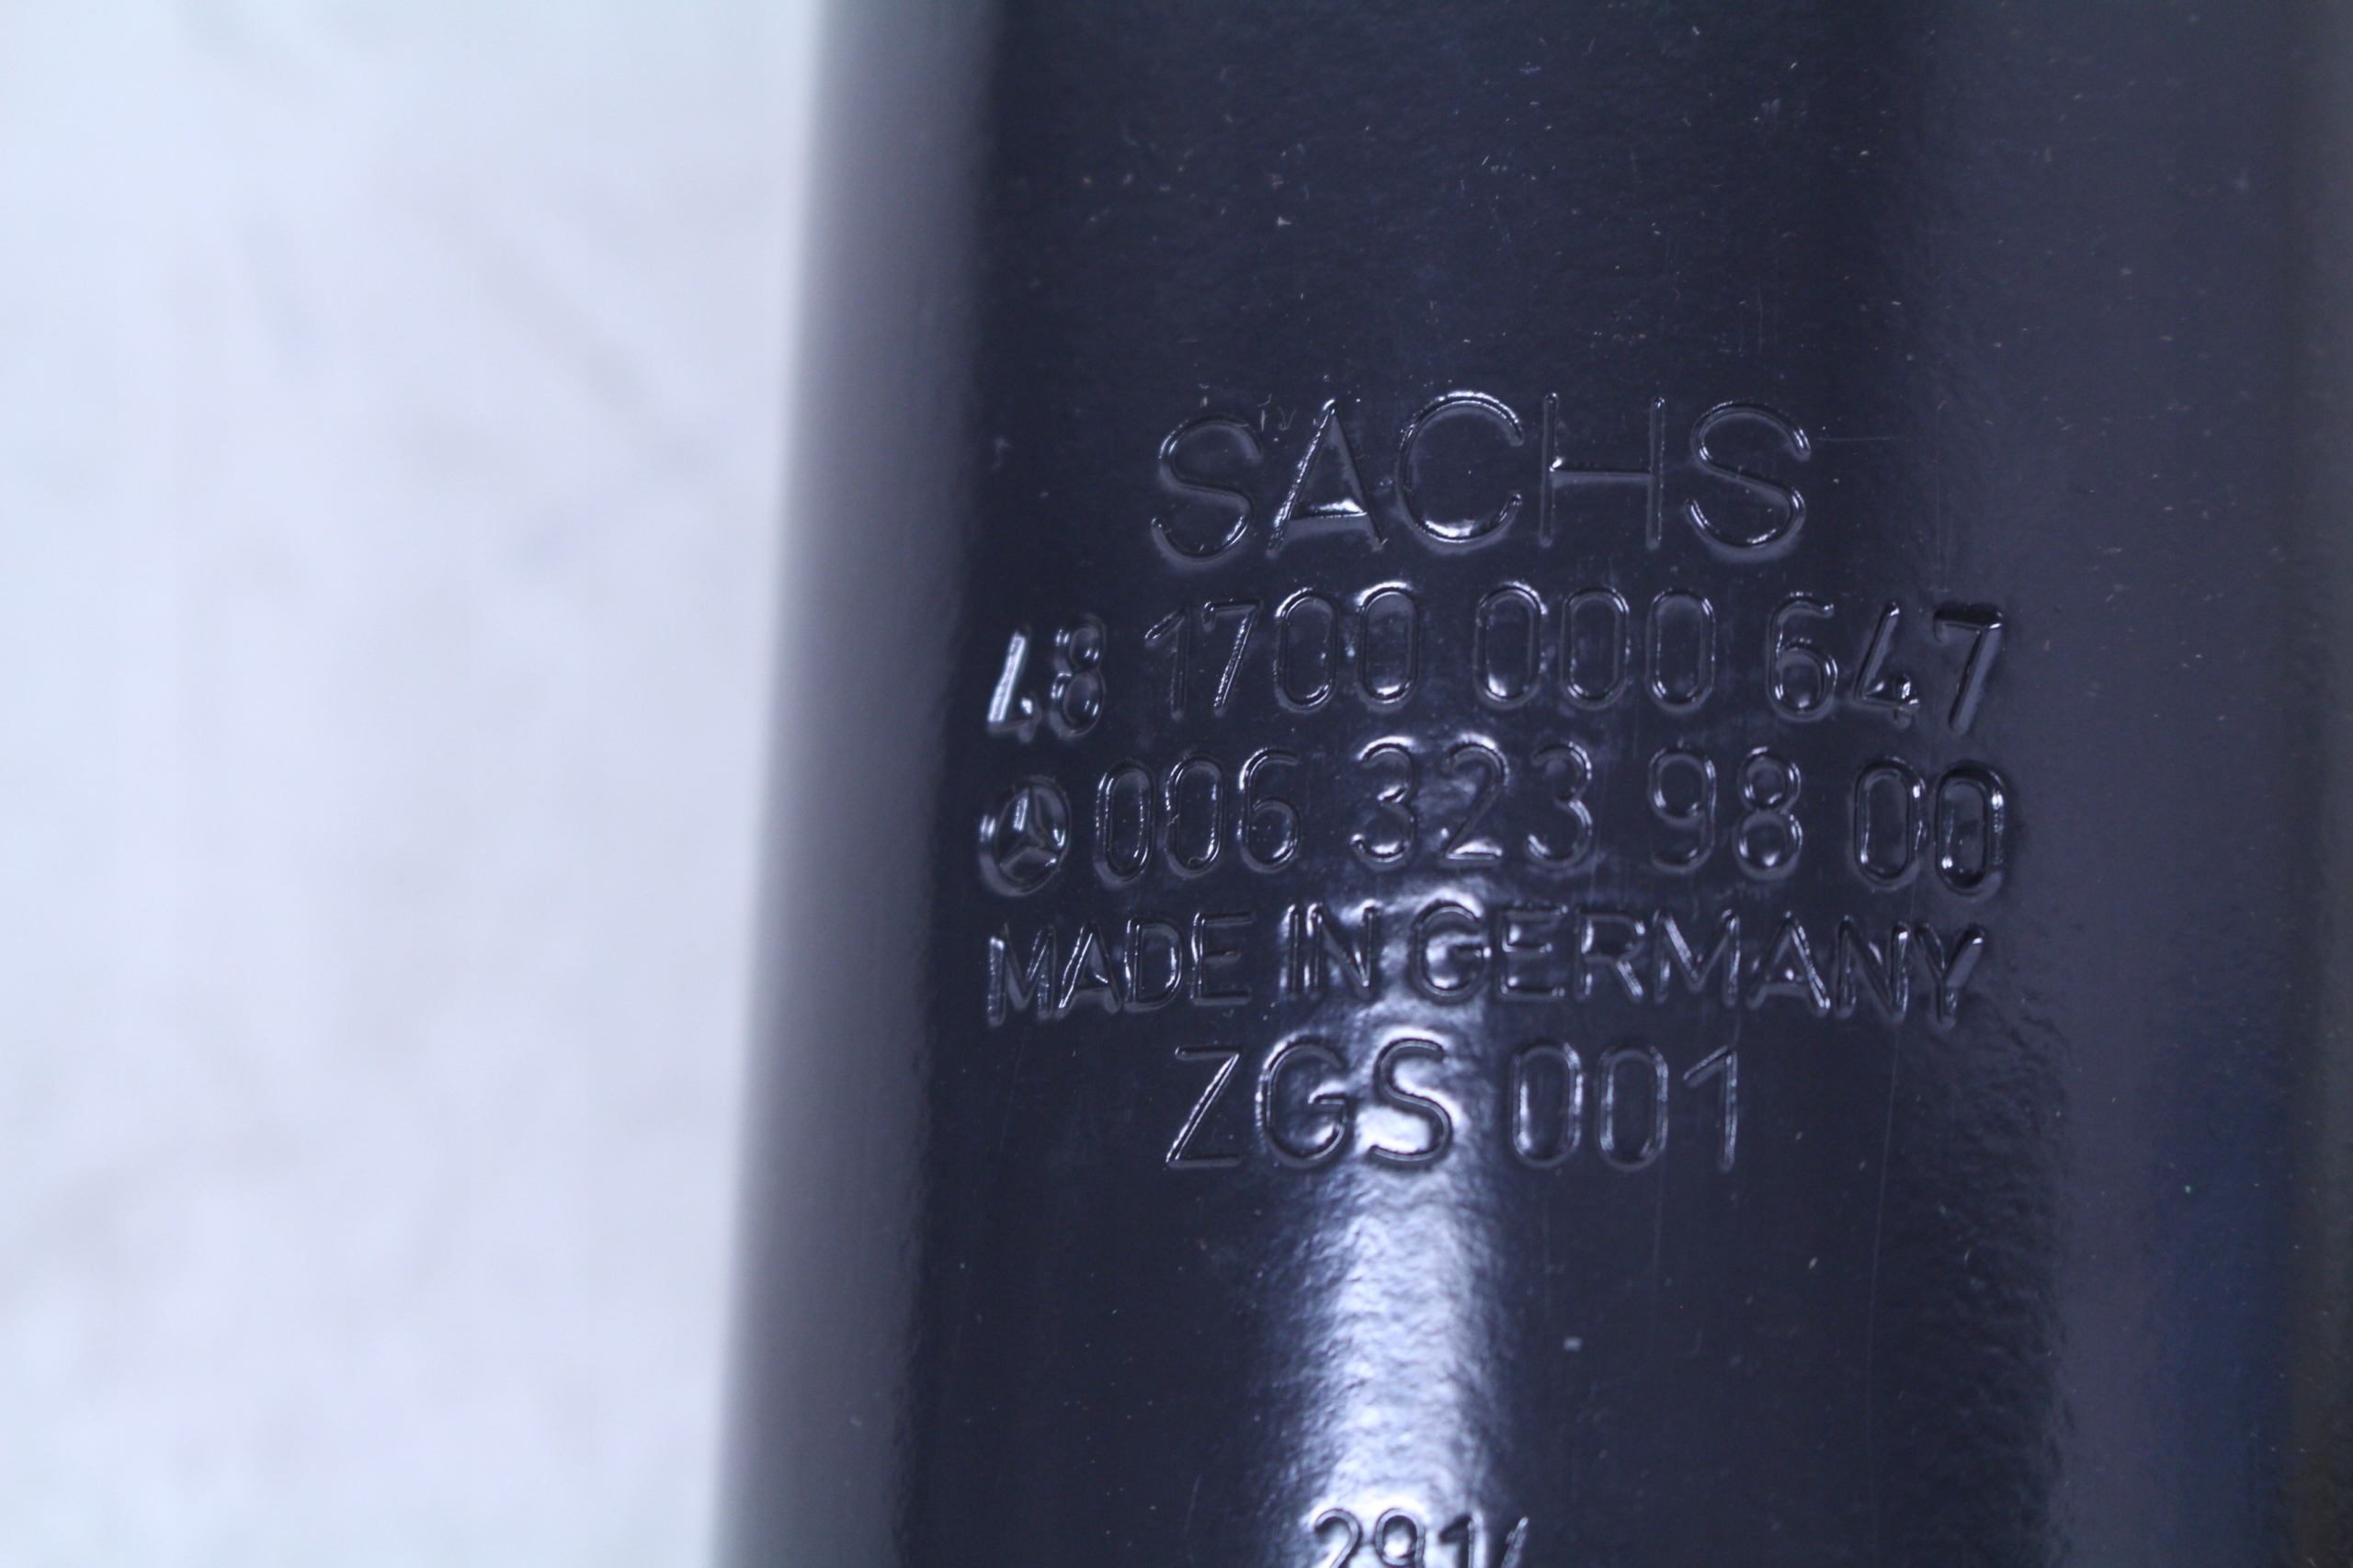 SACHS
48 1700 000 647
006 323 98 00
MADE IN GERMANY
ZGS 001